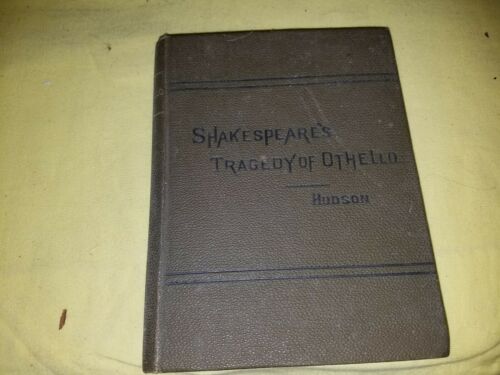 SHAKESPEARE'S
TRAGEDY OF OTHELLO.
HUDSON